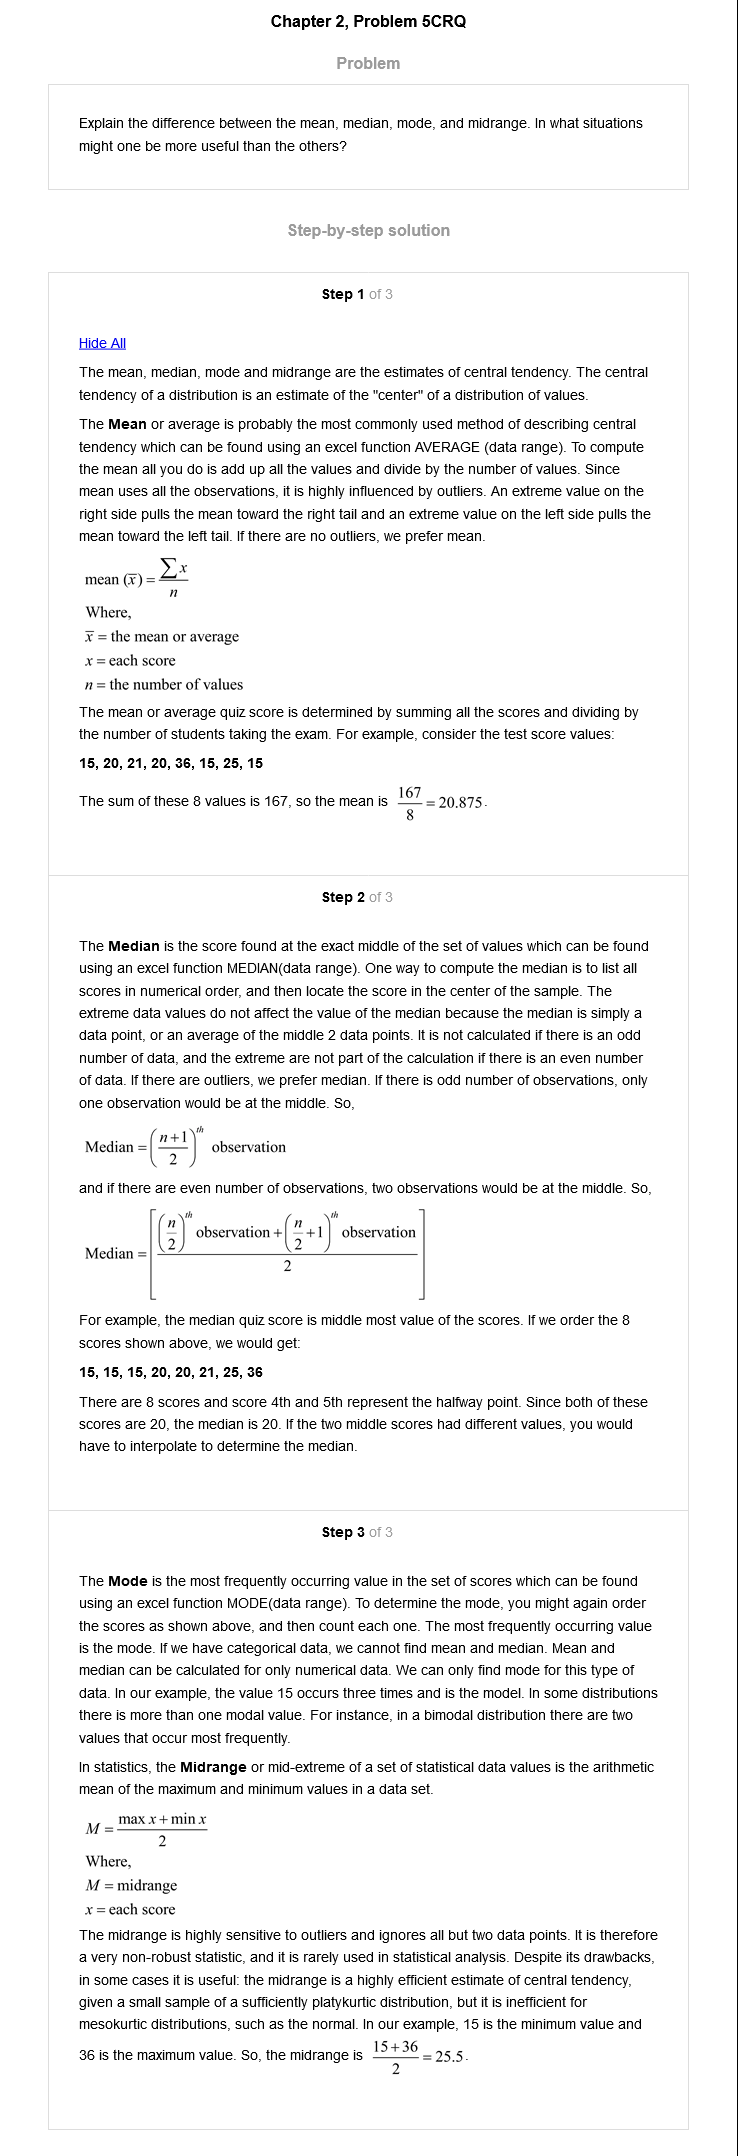 Chapter 2, Problem 5CRQ
Problem
Explain the difference between the mean, median, mode, and midrange. In what situations
might one be more useful than the others?
Step-by-step solution
Step 1 of 3
Hide All
The mean, median, mode and midrange are the estimates of central tendency. The central
tendency of a distribution is an estimate of the "center" of a distribution of values.
The Mean or average is probably the most commonly used method of describing central
tendency which can be found using an excel function AVERAGE (data range). To compute
the mean all you do is add up all the values and divide by the number of values. Since
mean uses all the observations, it is highly influenced by outliers. An extreme value on the
right side pulls the mean toward the right tail and an extreme value on the left side pulls the
mean toward the left tail. If there are no outliers, we prefer mean.
mean (x̅) = ∑x / n
Where,
x̅ = the mean or average
x = each score
n = the number of values
The mean or average quiz score is determined by summing all the scores and dividing by
the number of students taking the exam. For example, consider the test score values:
15, 20, 21, 20, 36, 15, 25, 15
The sum of these 8 values is 167, so the mean is 167/8 = 20.875.
Step 2 of 3
The Median is the score found at the exact middle of the set of values which can be found
using an excel function MEDIAN(data range). One way to compute the median is to list all
scores in numerical order, and then locate the score in the center of the sample. The
extreme data values do not affect the value of the median because the median is simply a
data point, or an average of the middle 2 data points. It is not calculated if there is an odd
number of data, and the extreme are not part of the calculation if there is an even number
of data. If there are outliers, we prefer median. If there is odd number of observations, only
one observation would be at the middle. So,
Median = ((n+1)/2)^th observation
and if there are even number of observations, two observations would be at the middle. So,
Median = [((n/2)^th observation + (n/2 + 1)^th observation) / 2]
For example, the median quiz score is middle most value of the scores. If we order the 8
scores shown above, we would get:
15, 15, 15, 20, 20, 21, 25, 36
There are 8 scores and score 4th and 5th represent the halfway point. Since both of these
scores are 20, the median is 20. If the two middle scores had different values, you would
have to interpolate to determine the median.
Step 3 of 3
The Mode is the most frequently occurring value in the set of scores which can be found
using an excel function MODE(data range). To determine the mode, you might again order
the scores as shown above, and then count each one. The most frequently occurring value
is the mode. If we have categorical data, we cannot find mean and median. Mean and
median can be calculated for only numerical data. We can only find mode for this type of
data. In our example, the value 15 occurs three times and is the model. In some distributions
there is more than one modal value. For instance, in a bimodal distribution there are two
values that occur most frequently.
In statistics, the Midrange or mid-extreme of a set of statistical data values is the arithmetic
mean of the maximum and minimum values in a data set.
M = (max x + min x) / 2
Where,
M = midrange
x = each score
The midrange is highly sensitive to outliers and ignores all but two data points. It is therefore
a very non-robust statistic, and it is rarely used in statistical analysis. Despite its drawbacks,
in some cases it is useful: the midrange is a highly efficient estimate of central tendency,
given a small sample of a sufficiently platykurtic distribution, but it is inefficient for
mesokurtic distributions, such as the normal. In our example, 15 is the minimum value and
36 is the maximum value. So, the midrange is (15+36)/2 = 25.5.